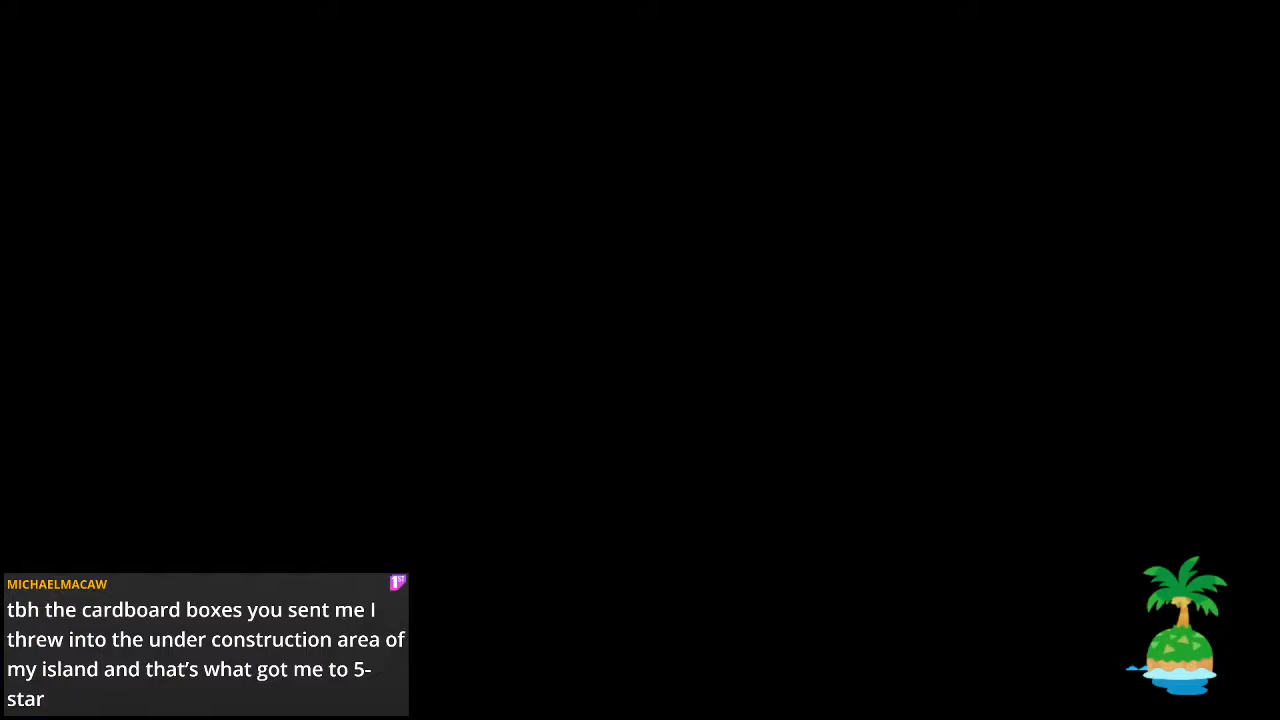 MICHAELMACAW
1ST
tbh the cardboard boxes you sent me I
threw into the under construction area of
my island and that’s what got me to 5-
star